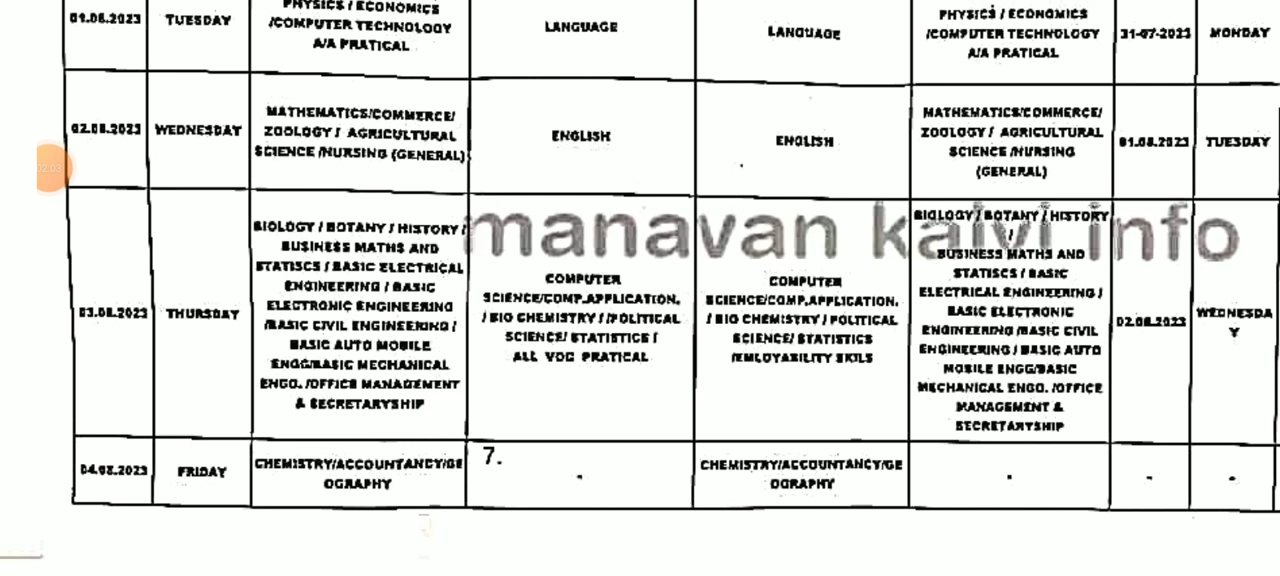 01.08.2023
TUESDAY
PHYSICS / ECONOMICS
/COMPUTER TECHNOLOGY
A/A PRATICAL
LANGUAGE
LANGUAGE
PHYSICS / ECONOMICS
/COMPUTER TECHNOLOGY
A/A PRATICAL
31-07-2023
MONDAY
02.08.2023
WEDNESDAY
MATHEMATICS/COMMERCE/
ZOOLOGY / AGRICULTURAL
SCIENCE /NURSING (GENERAL)
ENGLISH
ENGLISH
MATHEMATICS/COMMERCE/
ZOOLOGY / AGRICULTURAL
SCIENCE /NURSING
(GENERAL)
01.08.2023
TUESDAY
02:03
manavan kalvi info
03.08.2023
THURSDAY
BIOLOGY / BOTANY / HISTORY /
BUSINESS MATHS AND
STATISCS / BASIC ELECTRICAL
ENGINEERING / BASIC
ELECTRONIC ENGINEERING
/BASIC CIVIL ENGINEERING /
BASIC AUTO MOBILE
ENGG/BASIC MECHANICAL
ENGG. /OFFICE MANAGEMENT
& SECRETARYSHIP
COMPUTER
SCIENCE/COMP.APPLICATION.
/ BIO CHEMISTRY / /POLITICAL
SCIENCE/ STATISTICS /
ALL VOC PRATICAL
COMPUTER
SCIENCE/COMP.APPLICATION.
/ BIO CHEMISTRY / POLITICAL
SCIENCE/ STATISTICS
/EMLOYABILITY SKILS
BIOLOGY / BOTANY / HISTORY
/
BUSINESS MATHS AND
STATISCS / BASIC
ELECTRICAL ENGINEERING /
BASIC ELECTRONIC
ENGINEERING /BASIC CIVIL
ENGINEERING / BASIC AUTO
MOBILE ENGG/BASIC
MECHANICAL ENGG. /OFFICE
MANAGEMENT &
SECRETARYSHIP
02.08.2023
WEDNESDA
Y
04.08.2023
FRIDAY
CHEMISTRY/ACCOUNTANCY/GE
OGRAPHY
7.
-
CHEMISTRY/ACCOUNTANCY/GE
OGRAPHY
-
-
-